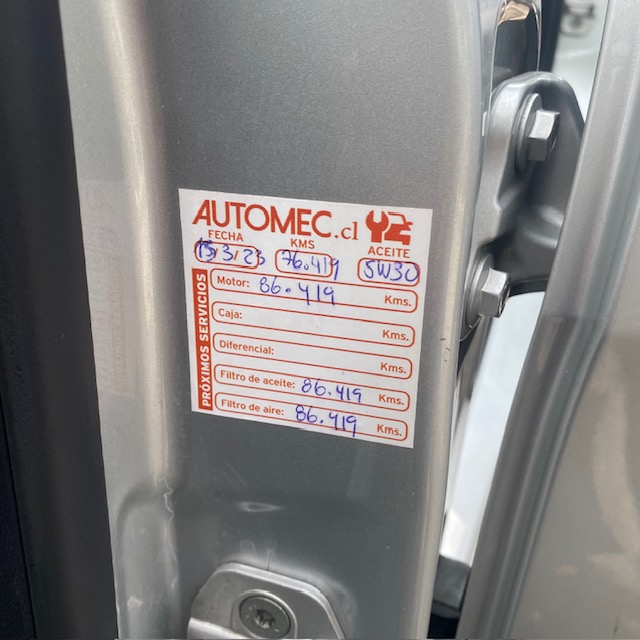 AUTOMEC.cl
FECHA KMS ACEITE
15/3/23 76.419 5W30
PRÓXIMOS SERVICIOS
Motor: 86.419 Kms.
Caja: Kms.
Diferencial: Kms.
Filtro de aceite: 86.419 Kms.
Filtro de aire: 86.419 Kms.